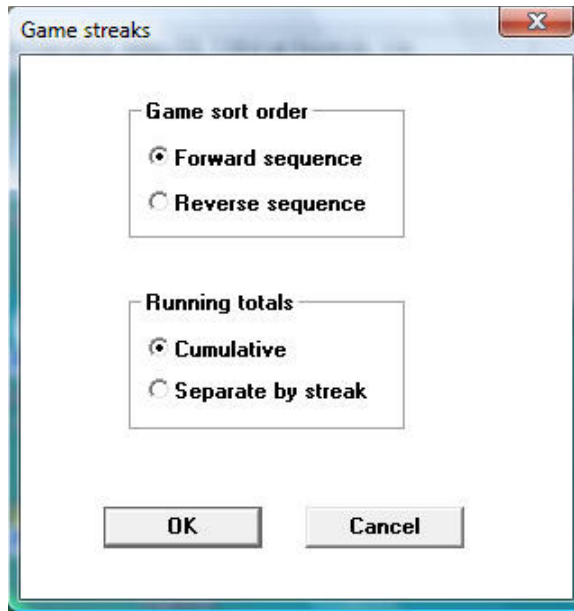 Game streaks
Game sort order
Forward sequence
Reverse sequence
Running totals
Cumulative
Separate by streak
OK Cancel